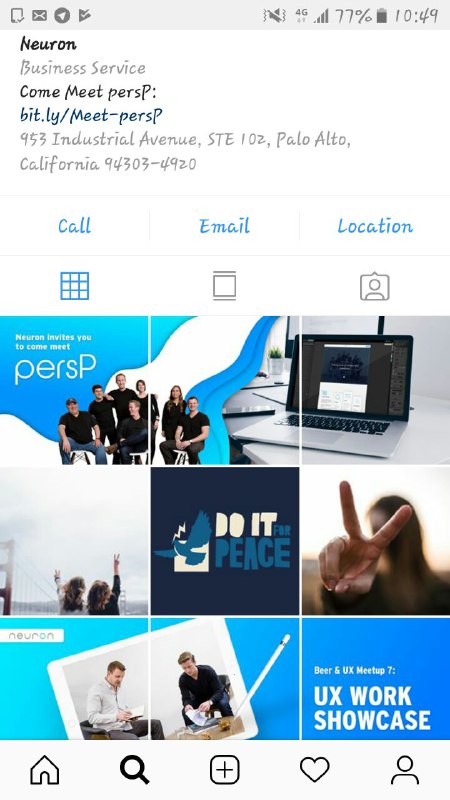 4G 77% 10:49
Neuron
Business Service
Come Meet persP:
bit.ly/Meet-persP
953 Industrial Avenue, STE 102, Palo Alto,
California 94303-4920
Call Email Location
Neuron invites you
to come meet
persP
DO IT FOR
PEACE
neuron
Beer & UX Meetup 7:
UX WORK
SHOWCASE